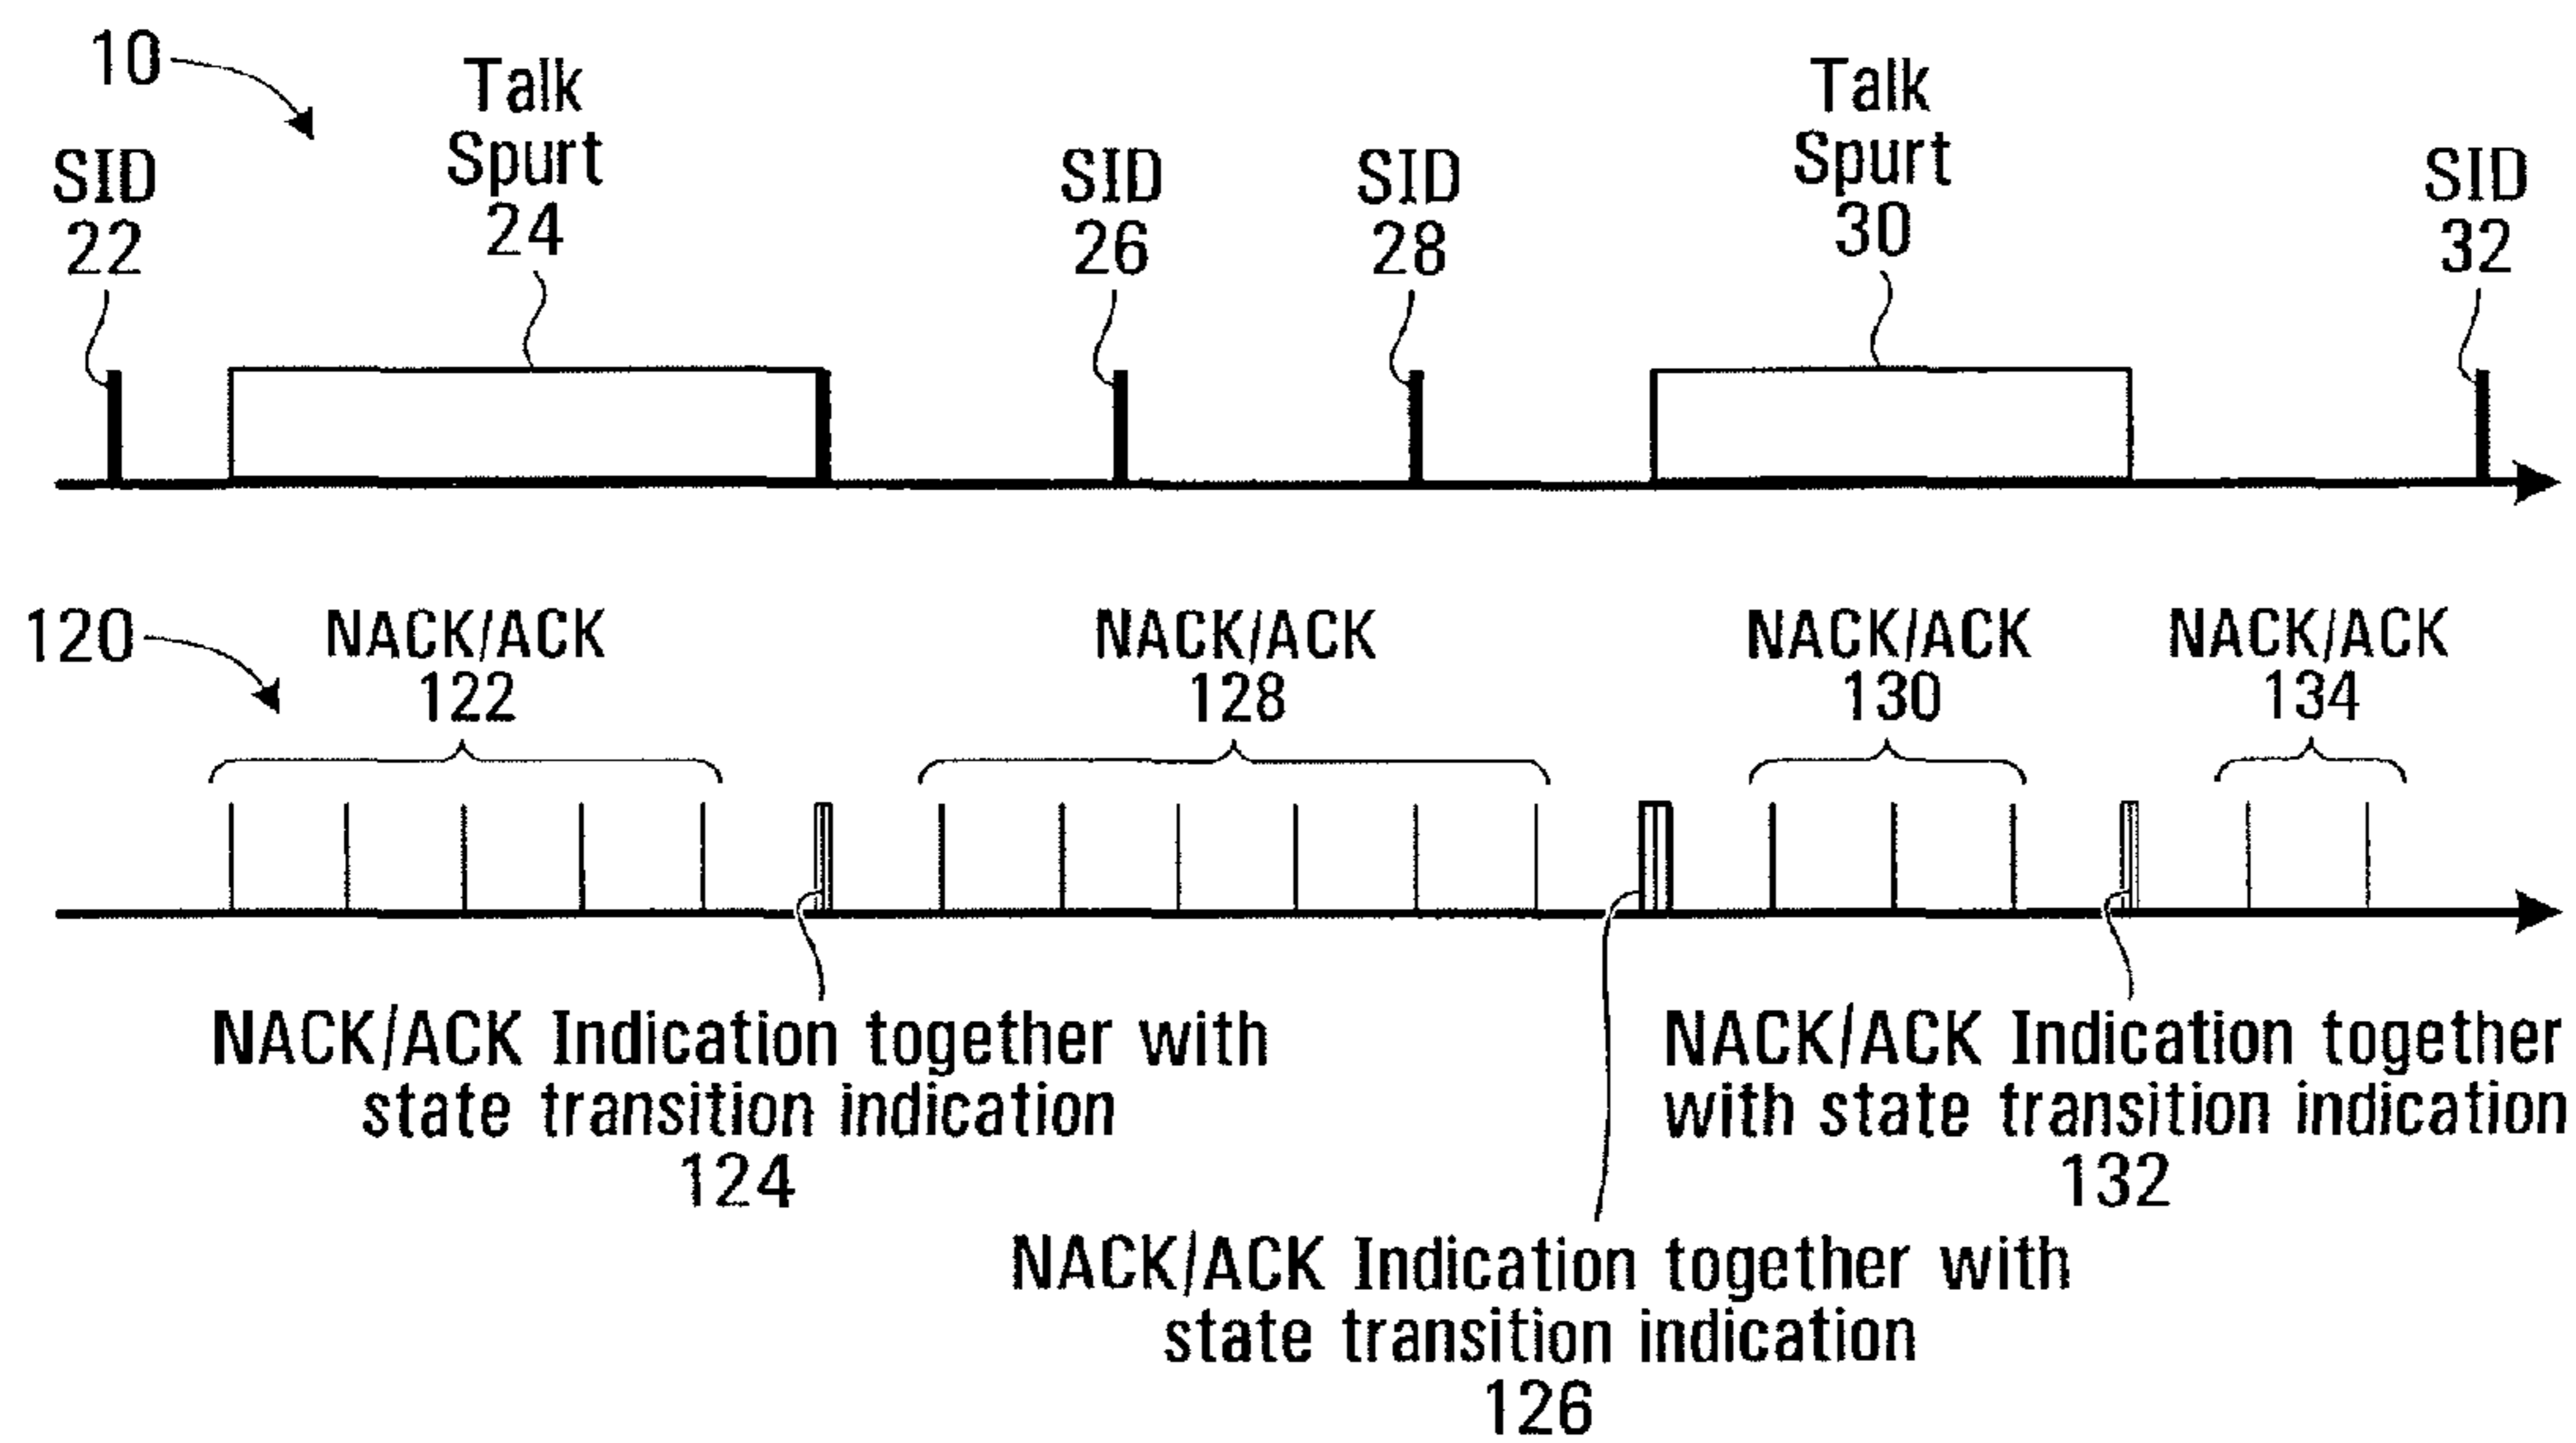 10
Talk
Spurt
24
Talk
Spurt
30
SID
22
SID
26
SID
28
SID
32
120
NACK/ACK
122
NACK/ACK
128
NACK/ACK
130
NACK/ACK
134
NACK/ACK Indication together with
state transition indication
124
NACK/ACK Indication together
with state transition indication
132
NACK/ACK Indication together with
state transition indication
126